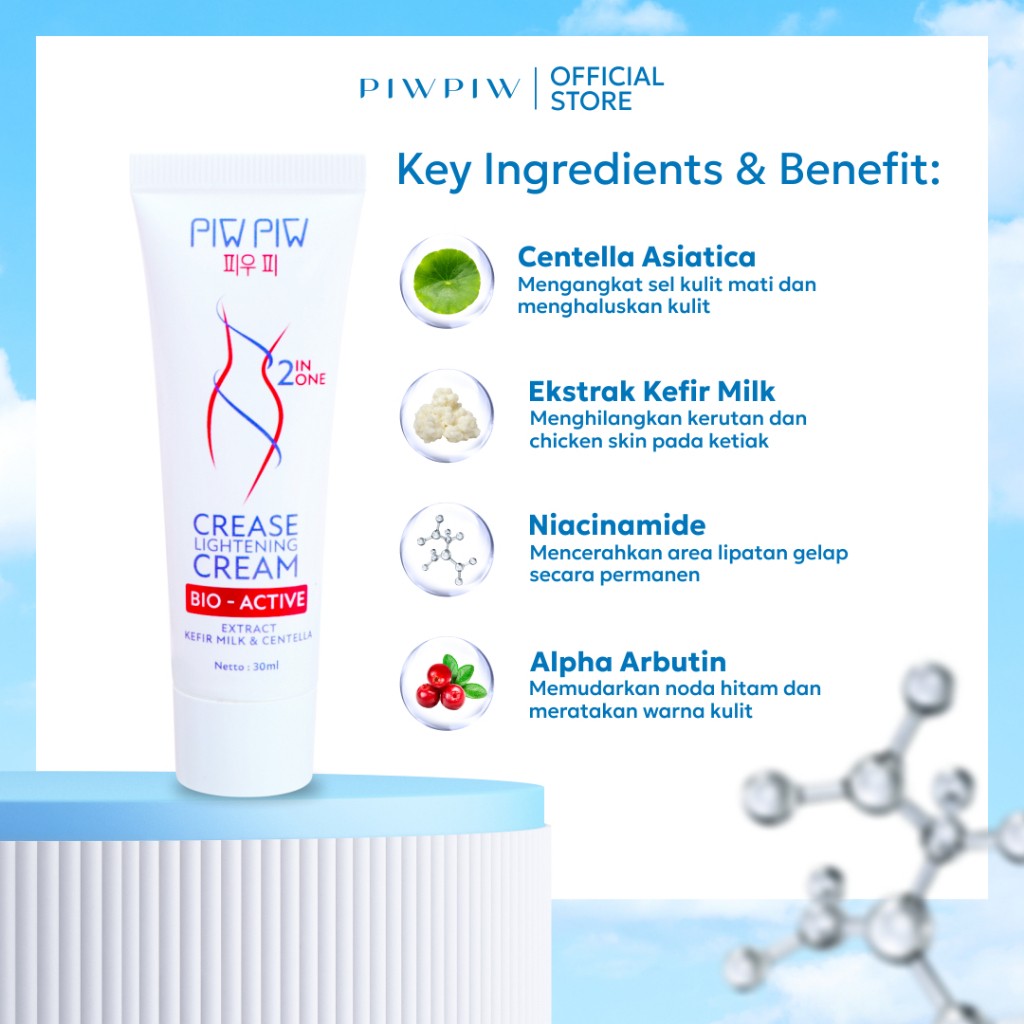 PIWPIW | OFFICIAL
STORE
Key Ingredients & Benefit:
PIW PIW
피우 피
2 IN
ONE
CREASE
LIGHTENING
CREAM
BIO - ACTIVE
EXTRACT
KEFIR MILK & CENTELLA
Netto : 30ml
Centella Asiatica
Mengangkat sel kulit mati dan
menghaluskan kulit
Ekstrak Kefir Milk
Menghilangkan kerutan dan
chicken skin pada ketiak
Niacinamide
Mencerahkan area lipatan gelap
secara permanen
Alpha Arbutin
Memudarkan noda hitam dan
meratakan warna kulit